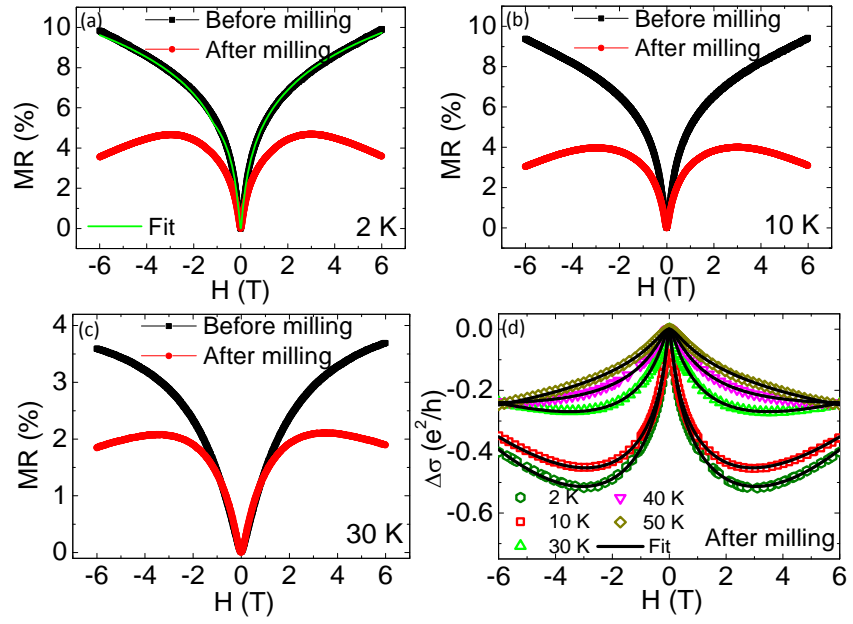 (a)
Before milling
After milling
MR (%)
10
8
6
4
2
0
Fit
2 K
-6 -4 -2 0 2 4 6
H (T)
(b)
Before milling
After milling
MR (%)
10
8
6
4
2
0
10 K
-6 -4 -2 0 2 4 6
H (T)
(c)
Before milling
After milling
MR (%)
4
3
2
1
0
30 K
-6 -4 -2 0 2 4 6
H (T)
(d)
Δσ (e²/h)
0.0
-0.2
-0.4
-0.6
2 K 40 K
10 K 50 K
30 K Fit After milling
-6 -4 -2 0 2 4 6
H (T)